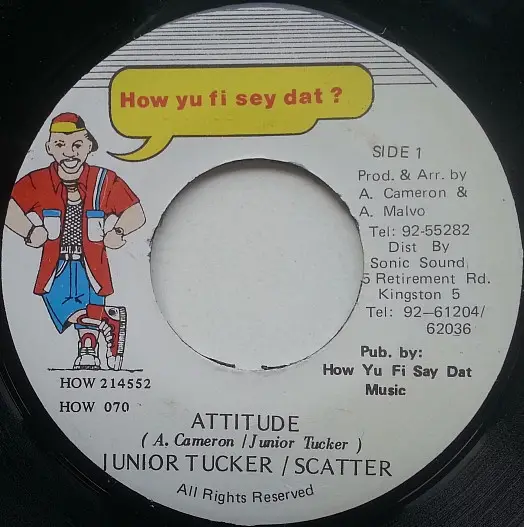 How yu fi sey dat ?
SIDE 1
Prod. & Arr. by
A. Cameron &
A. Malvo
Tel: 92-55282
Dist By
Sonic Sound
5 Retirement Rd.
Kingston 5
Tel: 92-61204/
62036
Pub. by:
How Yu Fi Say Dat
Music
HOW 214552
HOW 070
ATTITUDE
( A. Cameron / Junior Tucker )
JUNIOR TUCKER / SCATTER
All Rights Reserved